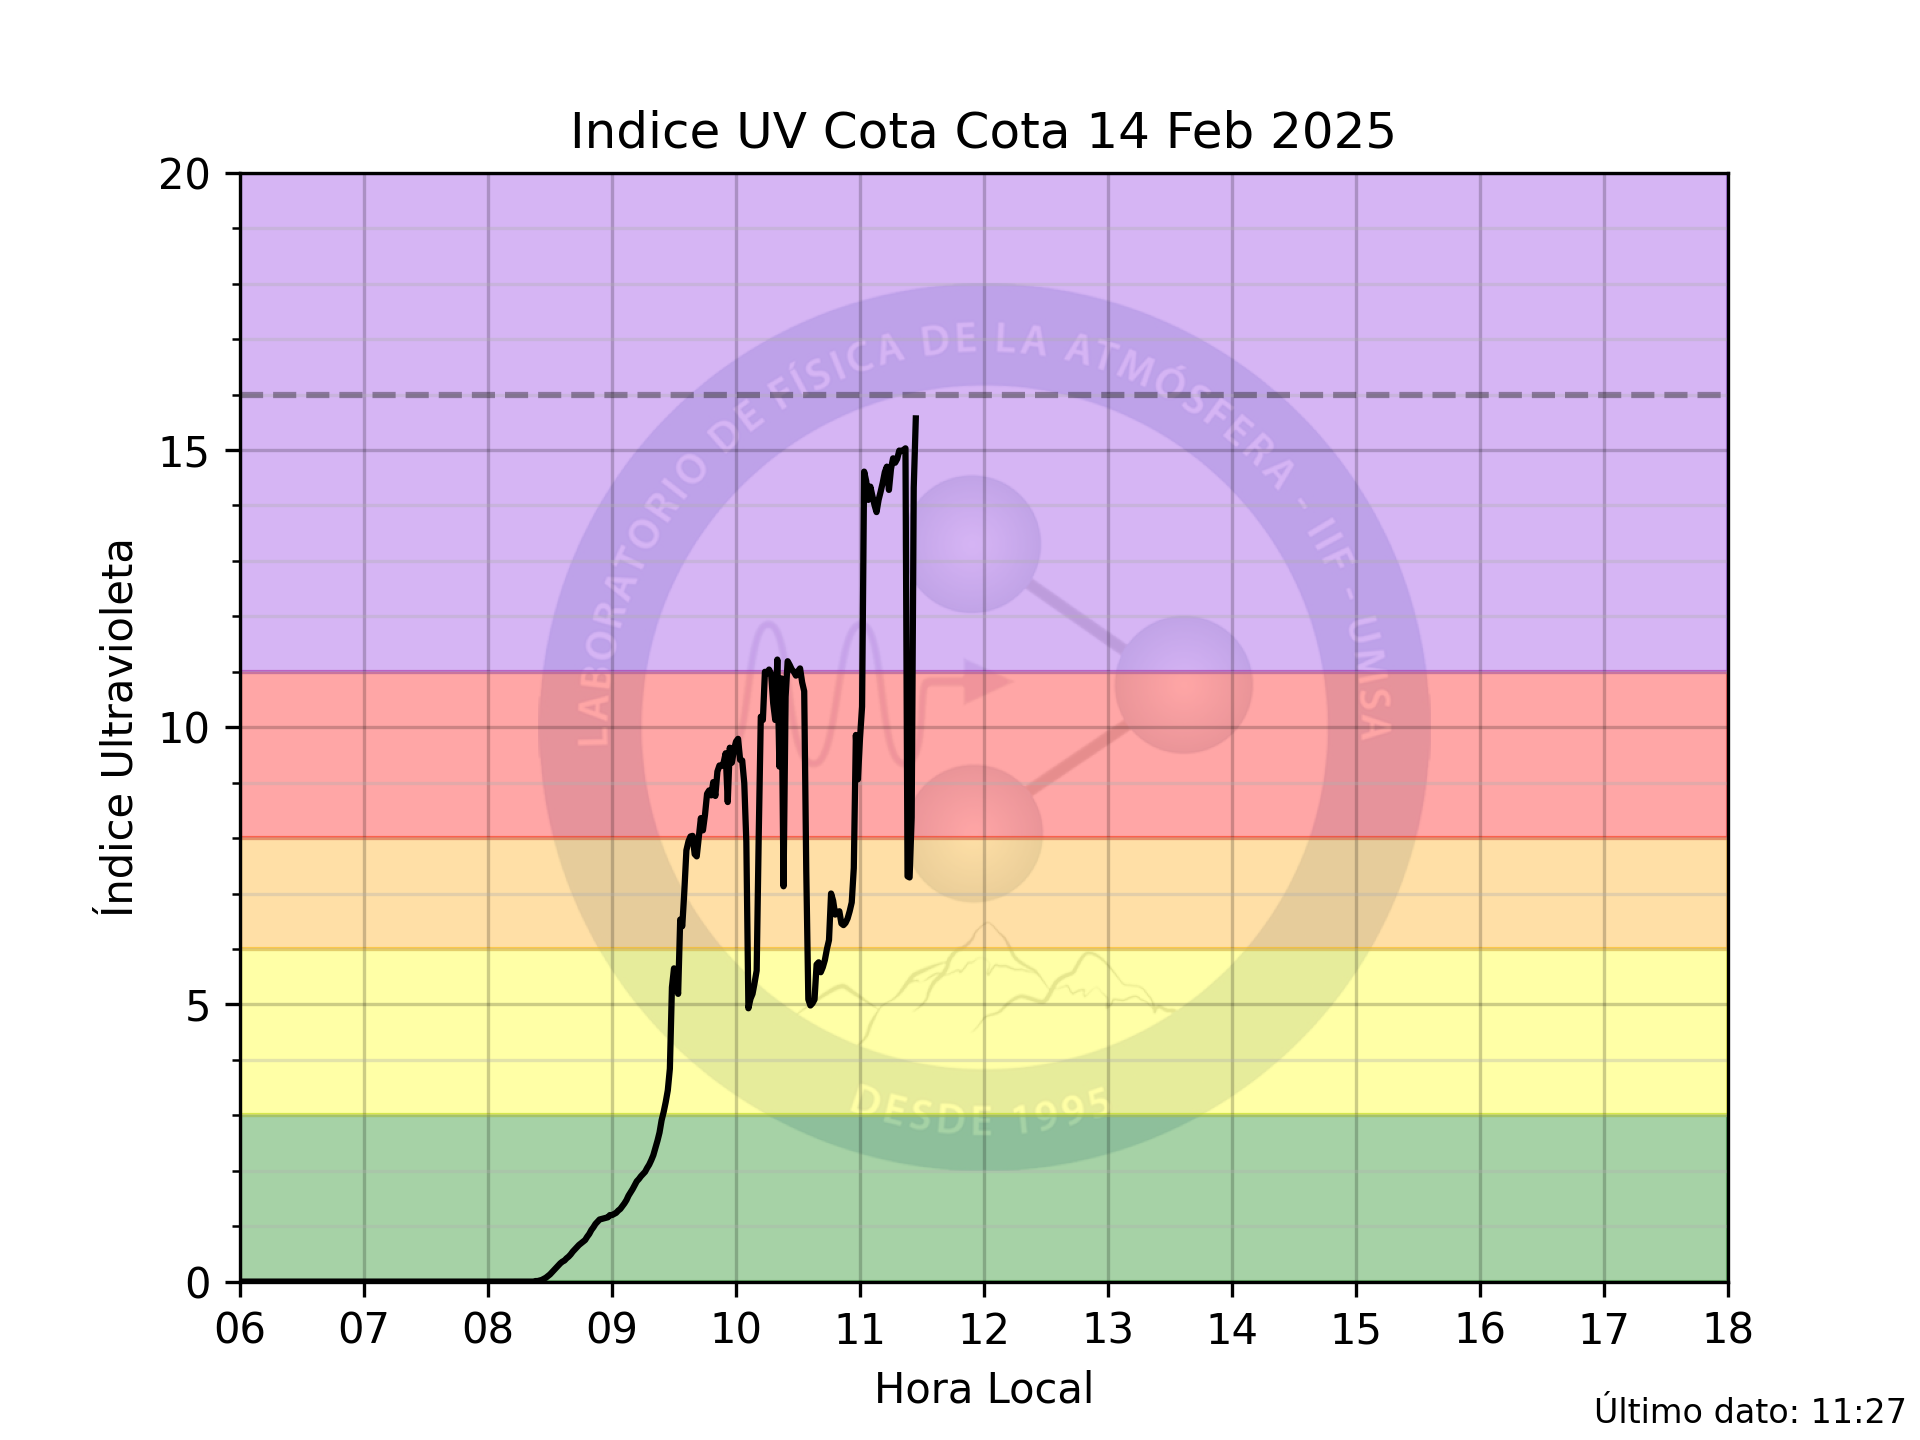 Indice UV Cota Cota 14 Feb 2025
20
15
10
5
0
Índice Ultravioleta
LABORATORIO DE FÍSICA DE LA ATMÓSFERA - IIF - UMSA
DESDE 1995
06 07 08 09 10 11 12 13 14 15 16 17 18
Hora Local
Último dato: 11:27